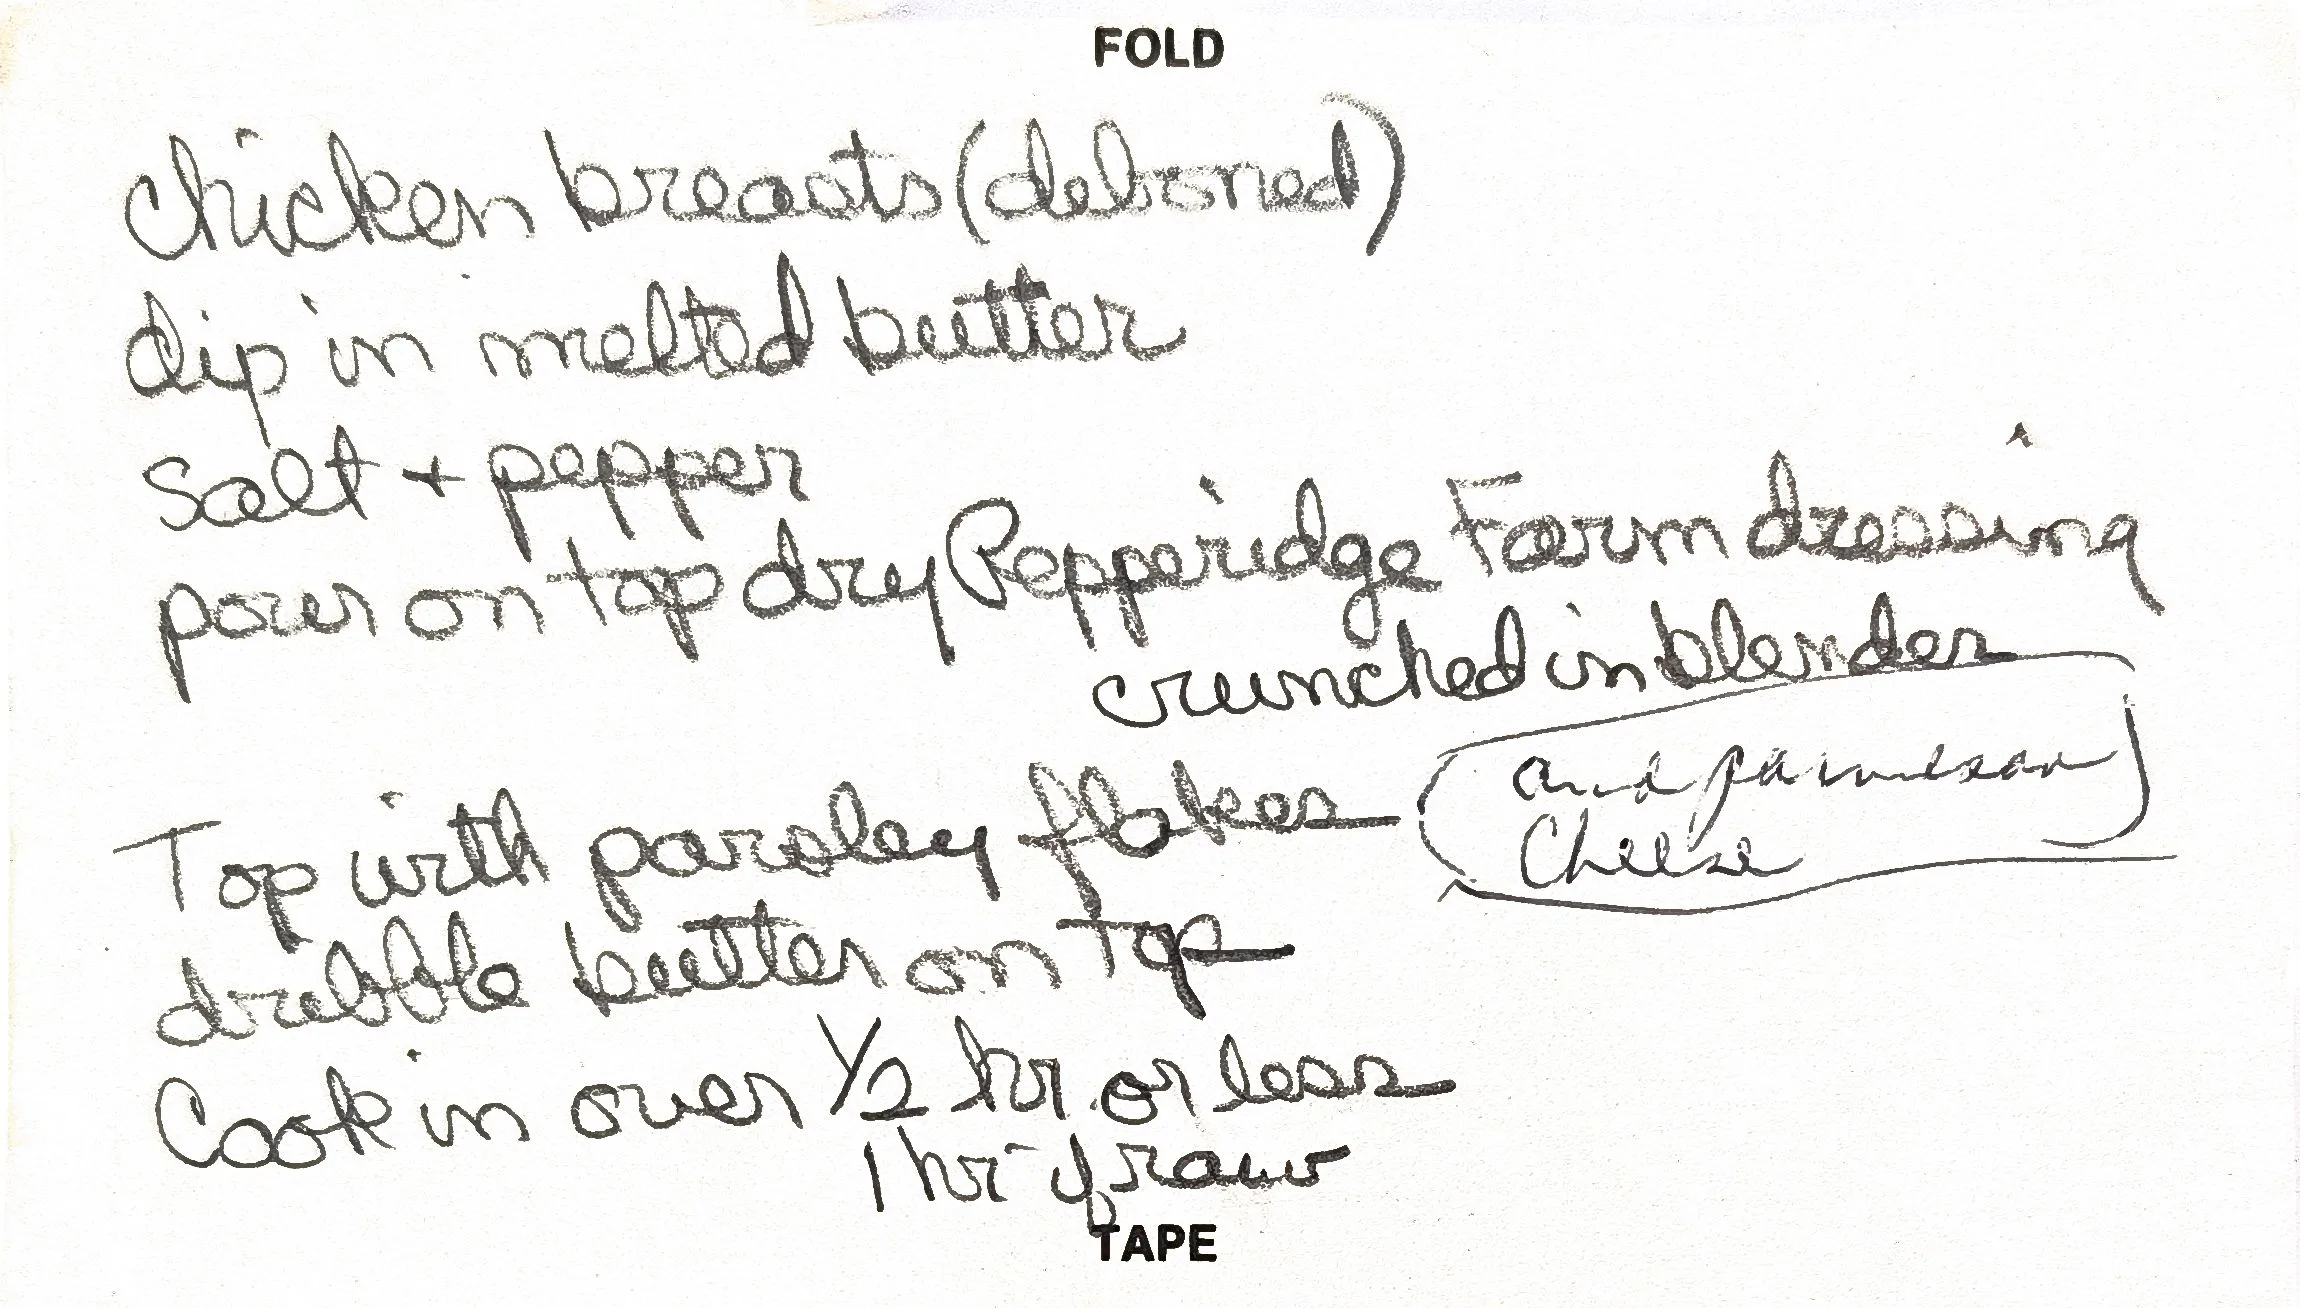 FOLD
Chicken breasts (deboned)
dip in melted butter
Salt + pepper
pour on top dry Pepperidge Farm dressing
crunched in blender
and parmesan
Cheese
Top with parsley flakes
dribble butter on top
Cook in oven 1/2 hr or less
1 hr if raw
TAPE